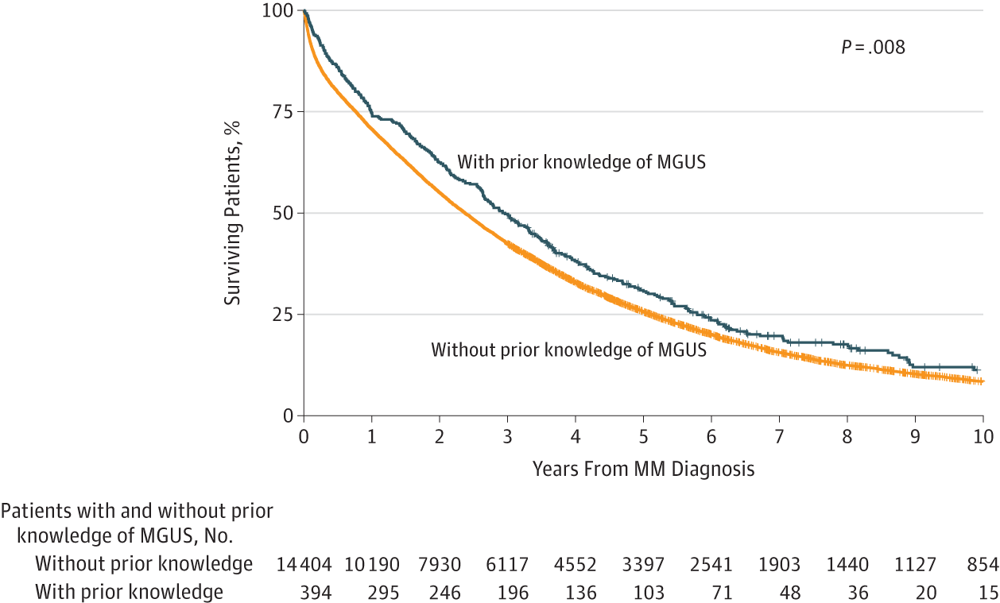 100
75
50
25
0
Surviving Patients, %
P = .008
With prior knowledge of MGUS
Without prior knowledge of MGUS
0 1 2 3 4 5 6 7 8 9 10
Years From MM Diagnosis
Patients with and without prior
knowledge of MGUS, No.
Without prior knowledge 14 404 10 190 7930 6117 4552 3397 2541 1903 1440 1127 854
With prior knowledge 394 295 246 196 136 103 71 48 36 20 15